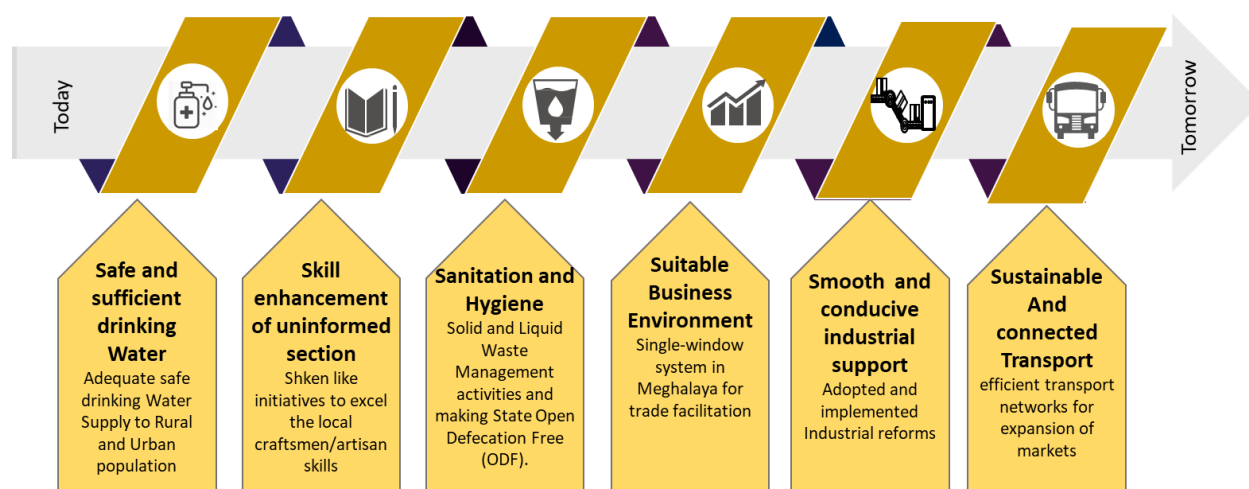 Today
Tomorrow
Safe and
sufficient
drinking
Water
Adequate safe
drinking Water
Supply to Rural
and Urban
population
Skill
enhancement
of uninformed
section
Shken like
initiatives to excel
the local
craftsmen/artisan
skills
Sanitation and
Hygiene
Solid and Liquid
Waste
Management
activities and
making State Open
Defecation Free
(ODF).
Suitable
Business
Environment
Single-window
system in
Meghalaya for
trade facilitation
Smooth and
conducive
industrial
support
Adopted and
implemented
Industrial reforms
Sustainable
And
connected
Transport
efficient transport
networks for
expansion of
markets